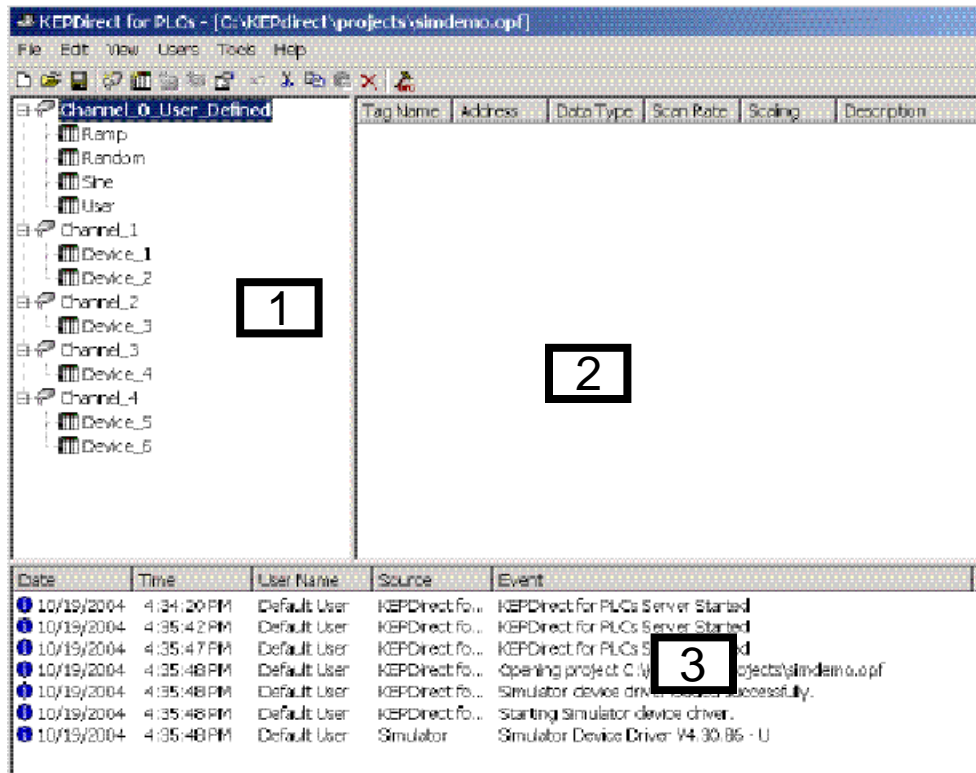 KEPDirect for PLCs - [C:\KEPdirect\projects\simdemo.opf]
File Edit View Users Tools Help
Channel_0_User_Defined
Ramp
Random
Sine
User
Channel_1
Device_1
Device_2
Channel_2
Device_3
Channel_3
Device_4
Channel_4
Device_5
Device_6
1
Tag Name Address Data Type Scan Rate Scaling Description
2
Date Time User Name Source Event
10/19/2004 4:34:20 PM Default User KEPDirect fo... KEPDirect for PLCs Server Started
10/19/2004 4:35:42 PM Default User KEPDirect fo... KEPDirect for PLCs Server Started
10/19/2004 4:35:47 PM Default User KEPDirect fo... KEPDirect for PLCs S ed
10/19/2004 4:35:48 PM Default User KEPDirect fo... Opening project C:\ ojects\simdemo.opf
10/19/2004 4:35:48 PM Default User KEPDirect fo... Simulator device driver successfully.
10/19/2004 4:35:48 PM Default User KEPDirect fo... Starting Simulator device driver.
10/19/2004 4:35:48 PM Default User Simulator Simulator Device Driver V4.30.86 - U
3